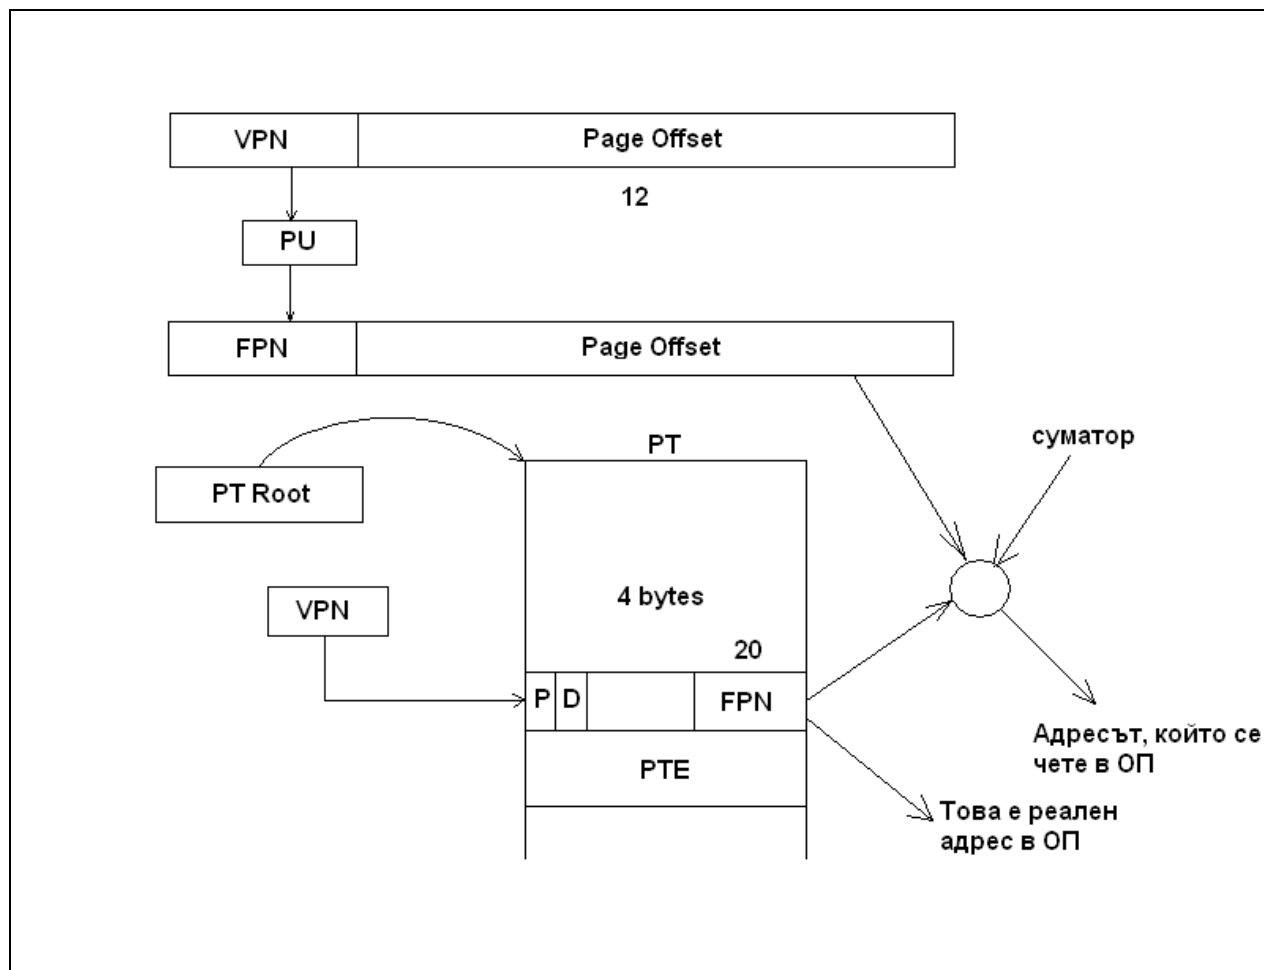 VPN
Page Offset
12
PU
FPN
Page Offset
PT
суматор
PT Root
4 bytes
VPN
20
P
D
FPN
Адресът, който се
чете в ОП
PTE
Това е реален
адрес в ОП